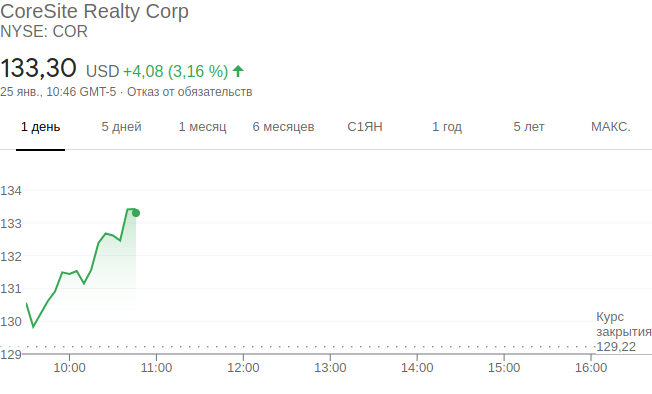 CoreSite Realty Corp
NYSE: COR
133,30 USD +4,08 (3,16 %)
25 янв., 10:46 GMT-5 · Отказ от обязательств
1 день 5 дней 1 месяц 6 месяцев С1ЯН 1 год 5 лет МАКС.
134
133
132
131
130
129
Курс
закрытия
129,22
10:00 11:00 12:00 13:00 14:00 15:00 16:00